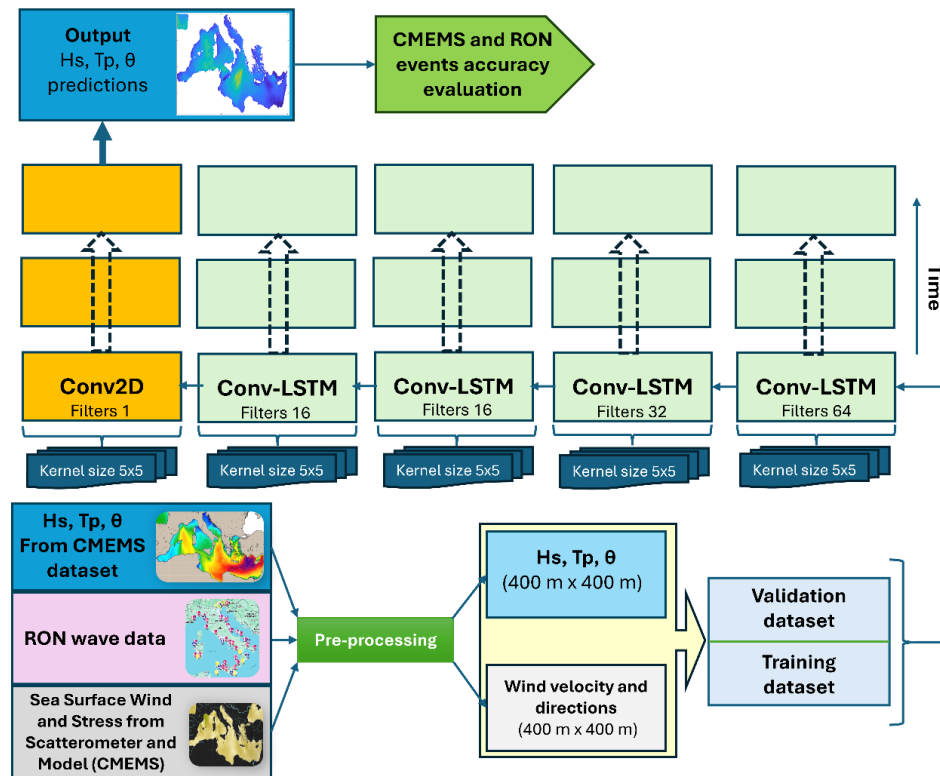 Output
Hs, Tp, θ
predictions
CMEMS and RON
events accuracy
evaluation
Time
Conv2D
Filters 1
Conv-LSTM
Filters 16
Conv-LSTM
Filters 16
Conv-LSTM
Filters 32
Conv-LSTM
Filters 64
Kernel size 5x5
Kernel size 5x5
Kernel size 5x5
Kernel size 5x5
Kernel size 5x5
Hs, Tp, θ
From CMEMS
dataset
RON wave data
Sea Surface Wind
and Stress from
Scatterometer and
Model (CMEMS)
Pre-processing
Hs, Tp, θ
(400 m x 400 m)
Wind velocity and
directions
(400 m x 400 m)
Validation
dataset
Training
dataset